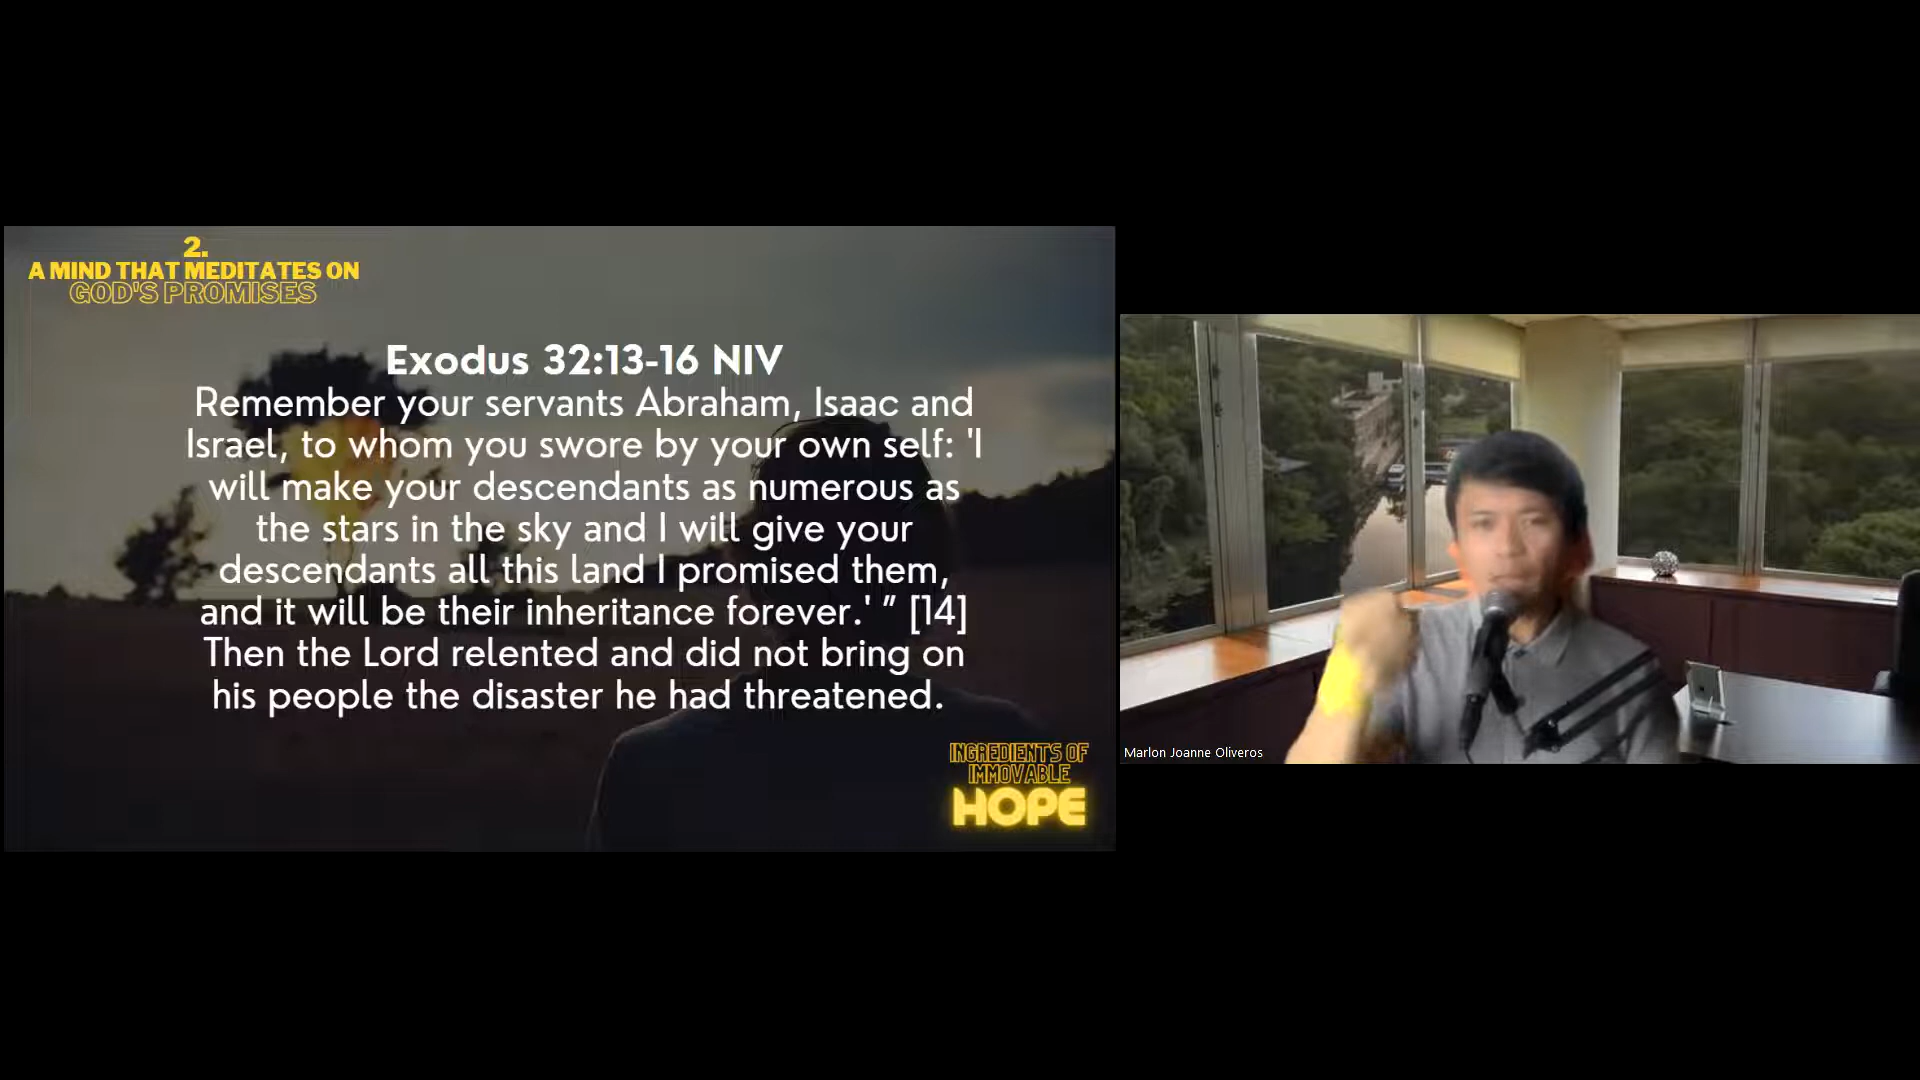 2.
A MIND THAT MEDITATES ON
GOD'S PROMISES
Exodus 32:13-16 NIV
Remember your servants Abraham, Isaac and
Israel, to whom you swore by your own self: 'I
will make your descendants as numerous as
the stars in the sky and I will give your
descendants all this land I promised them,
and it will be their inheritance forever.' ” [14]
Then the Lord relented and did not bring on
his people the disaster he had threatened.
INGREDIENTS OF
IMMOVABLE
HOPE
Marlon Joanne Oliveros